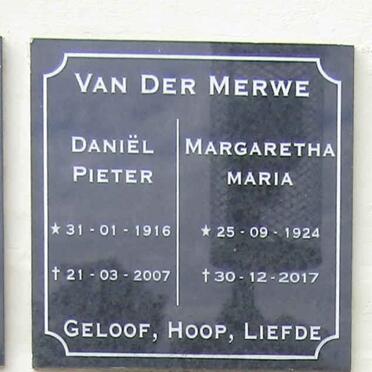 VAN DER MERWE
DANIËL
PIETER
★ 31 - 01 - 1916
† 21 - 03 - 2007
MARGARETHA
MARIA
★ 25 - 09 - 1924
† 30 - 12 - 2017
GELOOF, HOOP, LIEFDE